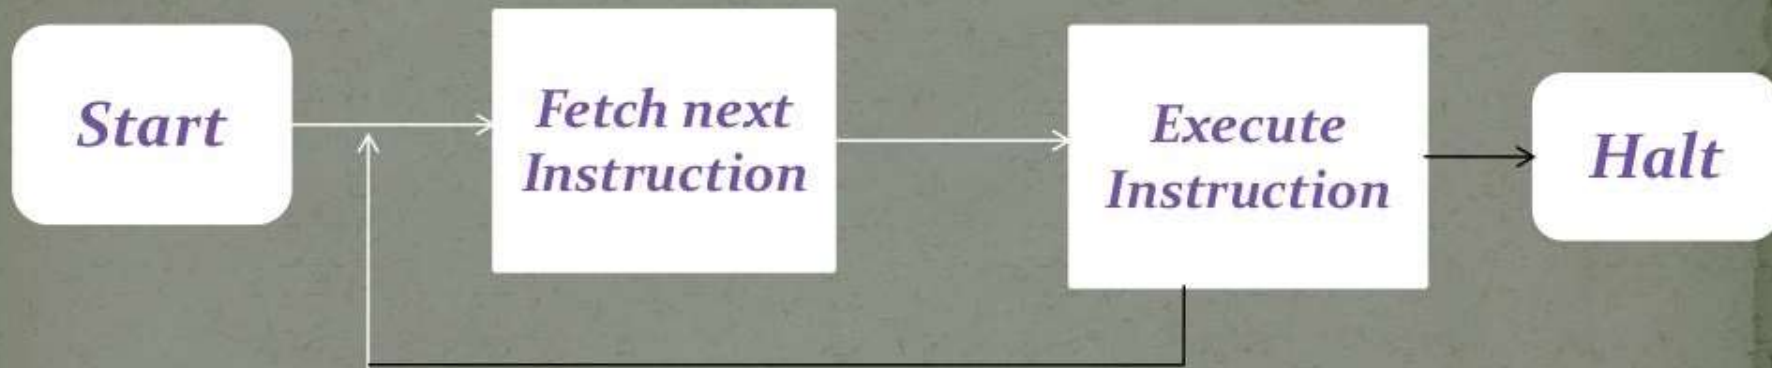 Start
Fetch next
Instruction
Execute
Instruction
Halt